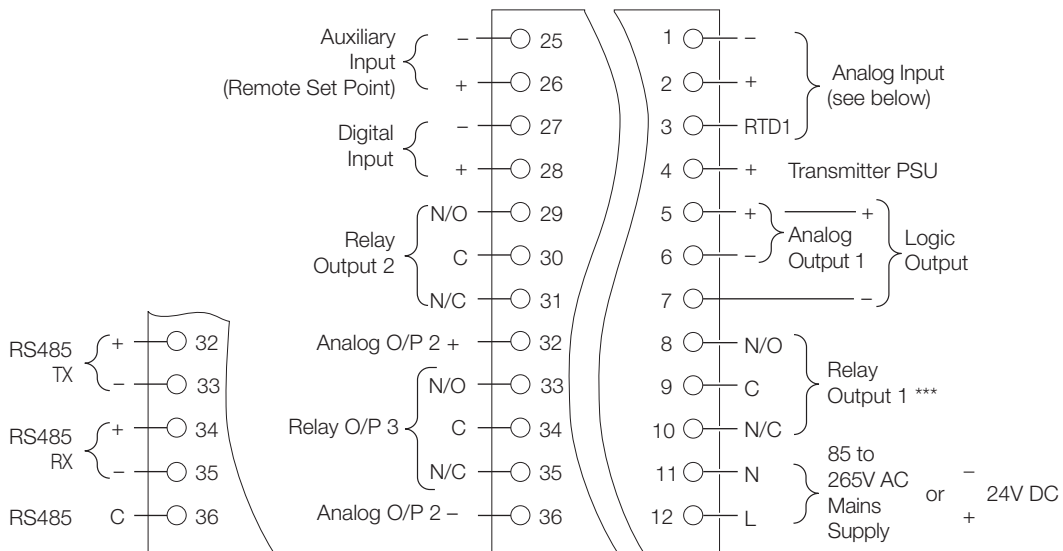 Auxiliary
Input
(Remote Set Point)
− 25
+ 26
Digital
Input
− 27
+ 28
Relay
Output 2
N/O 29
C 30
N/C 31
Analog O/P 2 + 32
Relay O/P 3
N/O 33
C 34
N/C 35
Analog O/P 2 − 36
RS485
TX
+ 32
− 33
RS485
RX
+ 34
− 35
RS485 C 36
1 −
2 +
3 RTD1
Analog Input
(see below)
4 + Transmitter PSU
5 + +
6 −
Analog
Output 1
7 −
Logic
Output
8 N/O
9 C
10 N/C
Relay
Output 1 ***
11 N
12 L
85 to
265V AC
Mains
Supply
or
− 24V DC
+